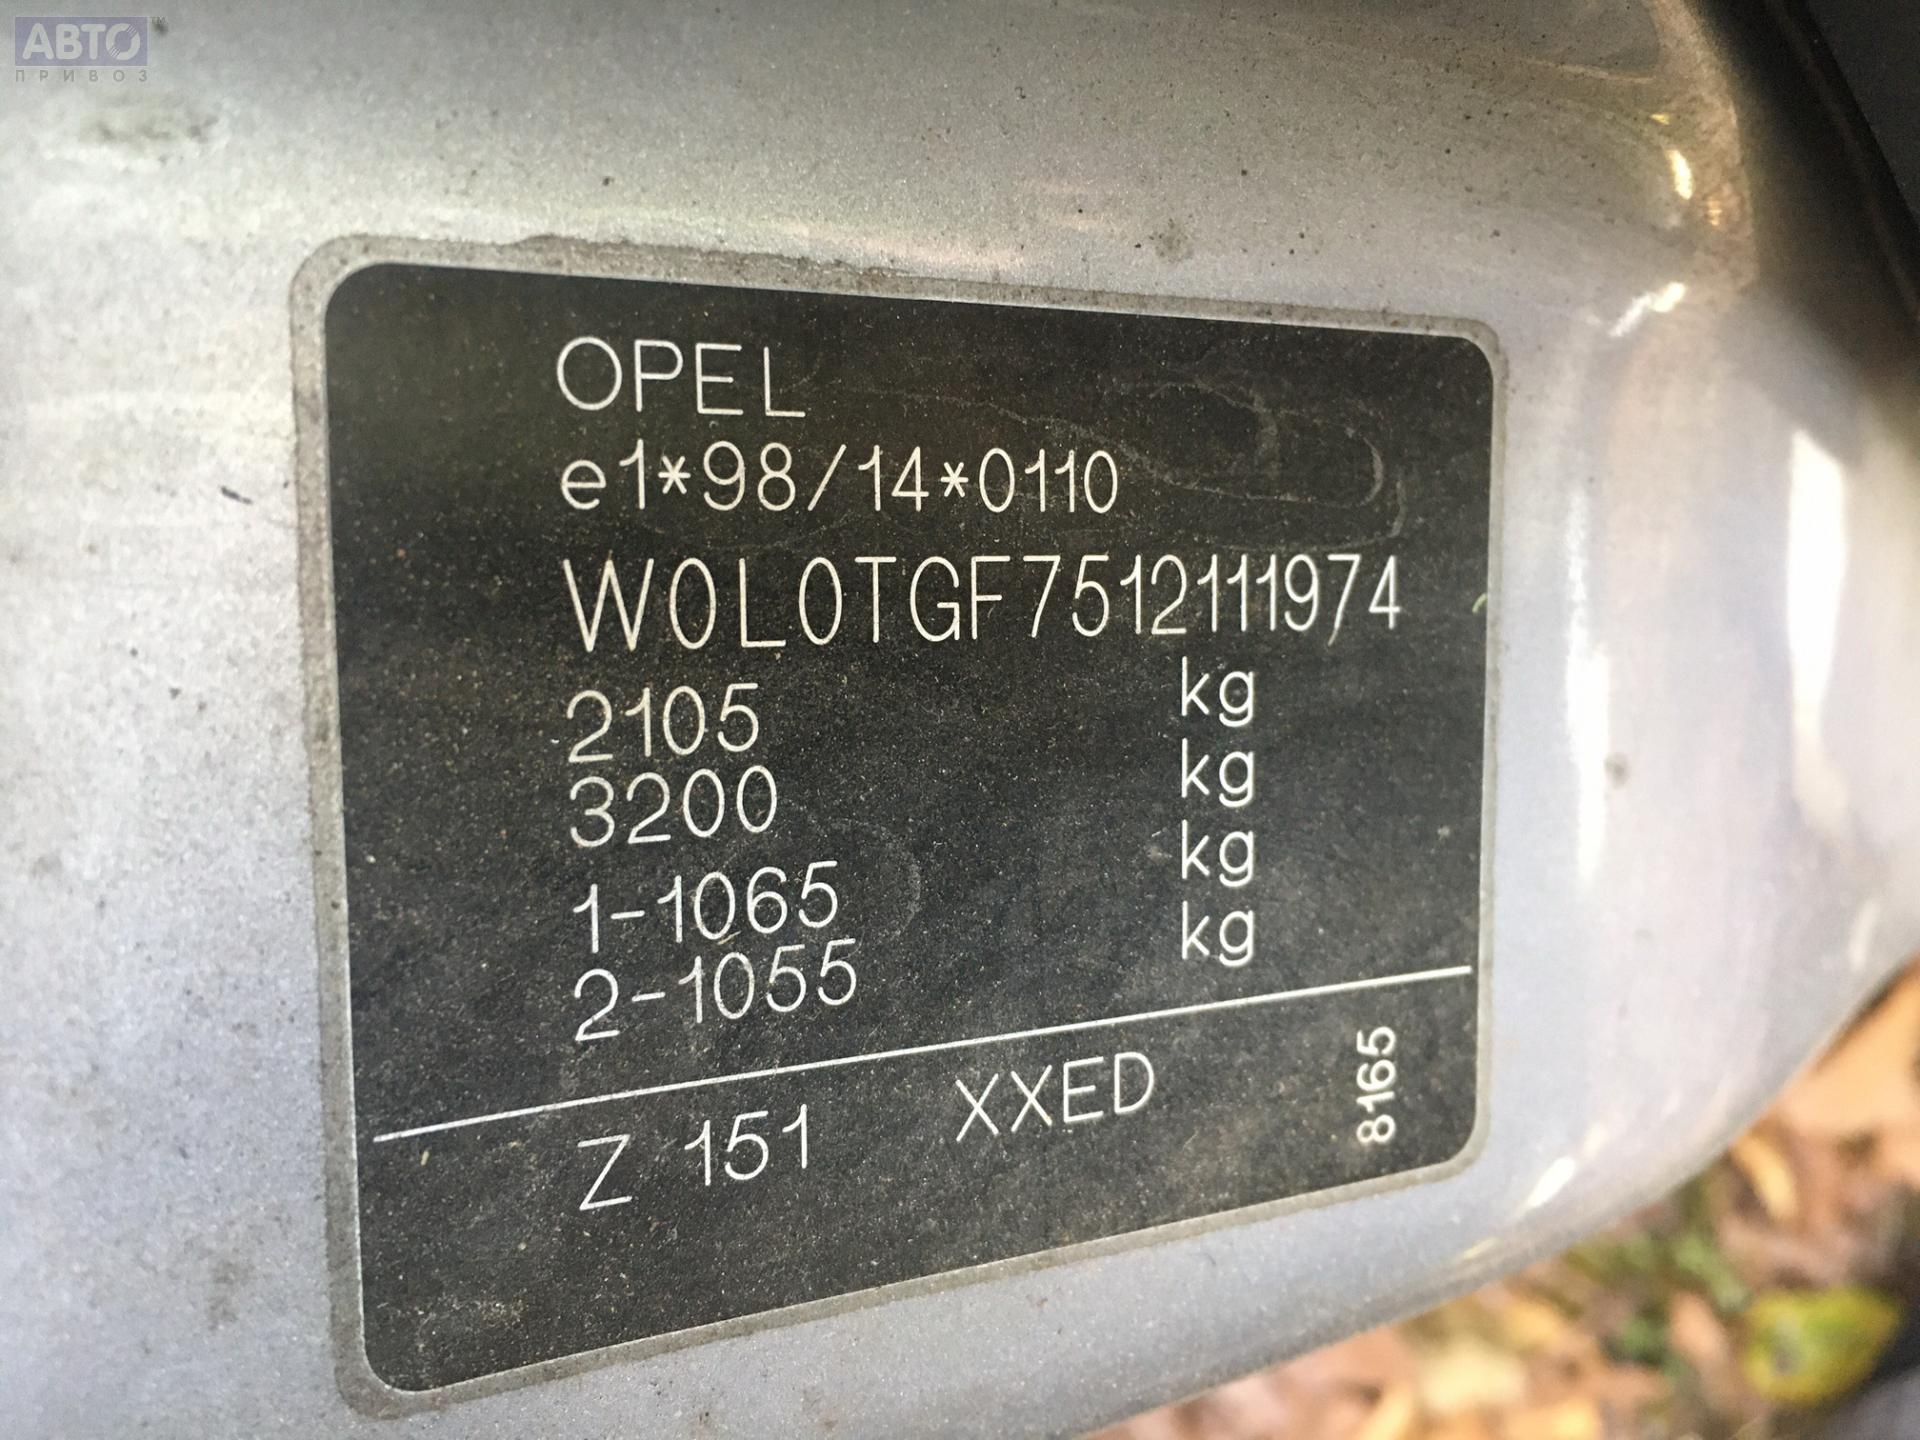 АВТО™
ПРИВОЗ
OPEL
e1*98/14*0110
W0L0TGF7512111974
2105 kg
3200 kg
1-1065 kg
2-1055 kg
Z 151 XXED 8165